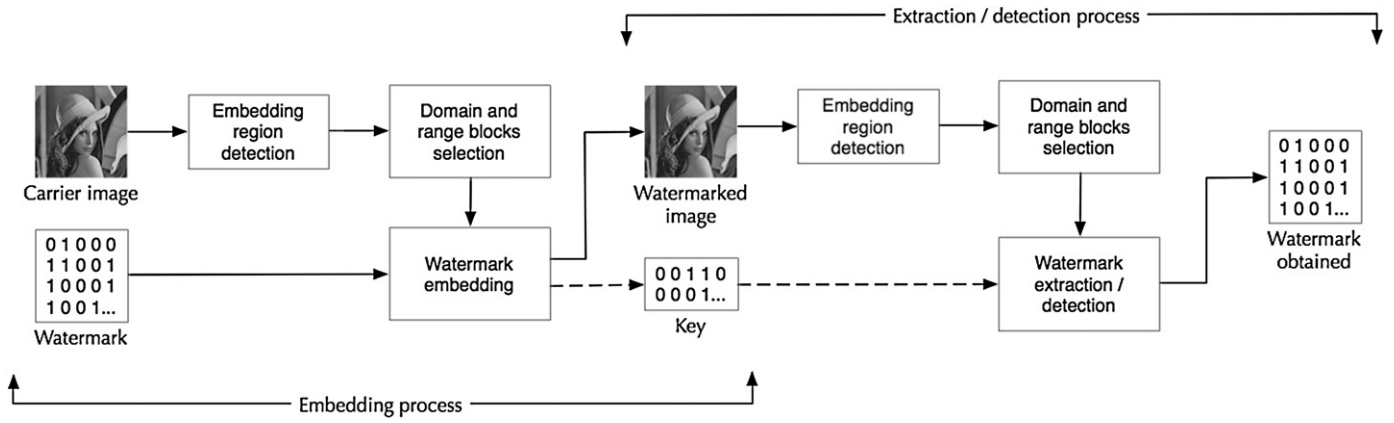 Extraction / detection process
Embedding
region
detection
Domain and
range blocks
selection
Carrier image
0 1 0 0 0
1 1 0 0 1
1 0 0 0 1
1 0 0 1...
Watermark
Watermark
embedding
Watermarked
image
0 0 1 1 0
0 0 0 1...
Key
Embedding
region
detection
Domain and
range blocks
selection
Watermark
extraction /
detection
0 1 0 0 0
1 1 0 0 1
1 0 0 0 1
1 0 0 1...
Watermark
obtained
Embedding process